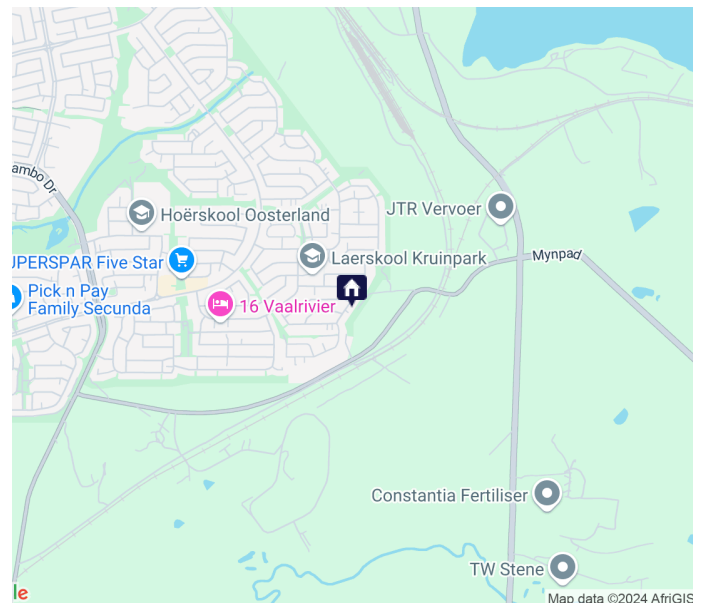 ambo Dr
Hoërskool Oosterland
JTR Vervoer
UPERSPAR Five Star
Laerskool Kruinpark
Mynpad
Pick n Pay
Family Secunda
16 Vaalrivier
Constantia Fertiliser
TW Stene
le
Map data ©2024 AfriGIS